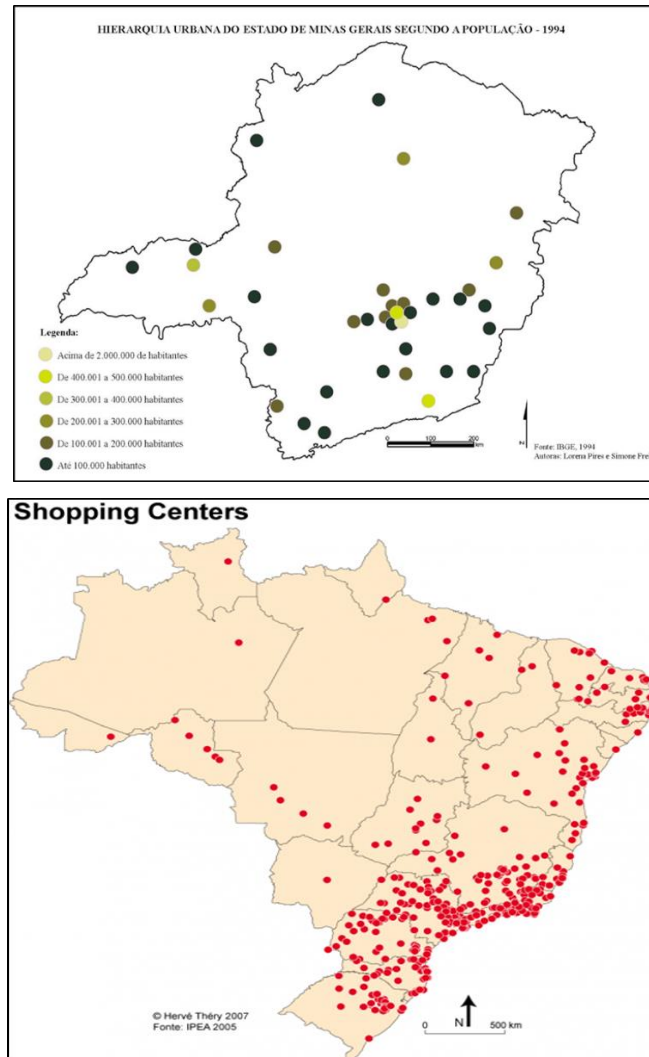 HIERARQUIA URBANA DO ESTADO DE MINAS GERAIS SEGUNDO A POPULAÇÃO - 1994
Legenda:
Acima de 2.000.000 de habitantes
De 400.001 a 500.000 habitantes
De 300.001 a 400.000 habitantes
De 200.001 a 300.000 habitantes
De 100.001 a 200.000 habitantes
Até 100.000 habitantes
0 100 200
km
N
Fonte: IBGE, 1994
Autoras: Lorena Pires e Simone Fre
Shopping Centers
© Hervé Théry 2007
Fonte: IPEA 2005
N
0 500 km